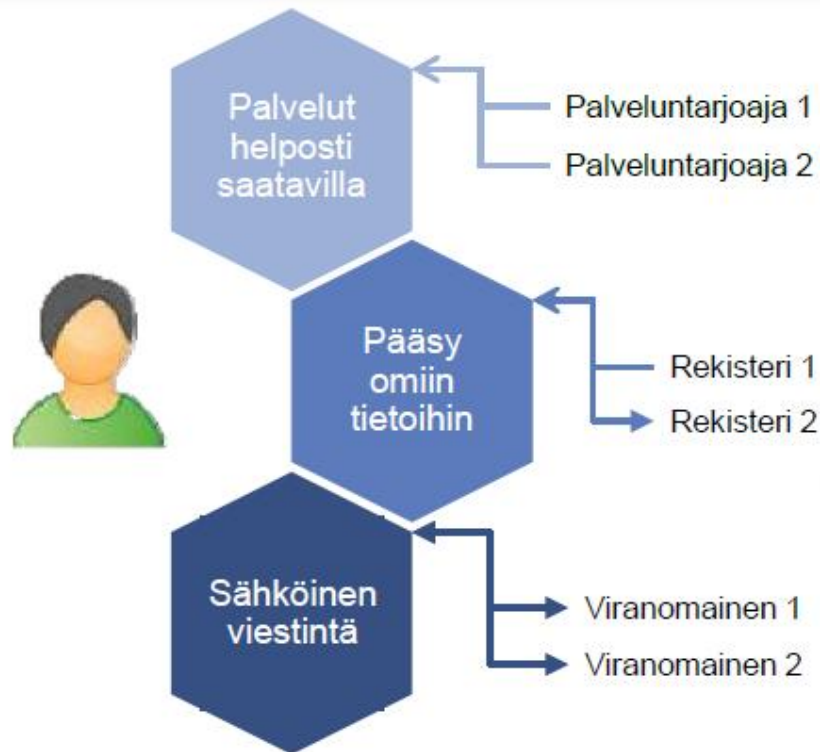 Palvelut
helposti
saatavilla
Palveluntarjoaja 1
Palveluntarjoaja 2
Pääsy
omiin
tietoihin
Rekisteri 1
Rekisteri 2
Sähköinen
viestintä
Viranomainen 1
Viranomainen 2